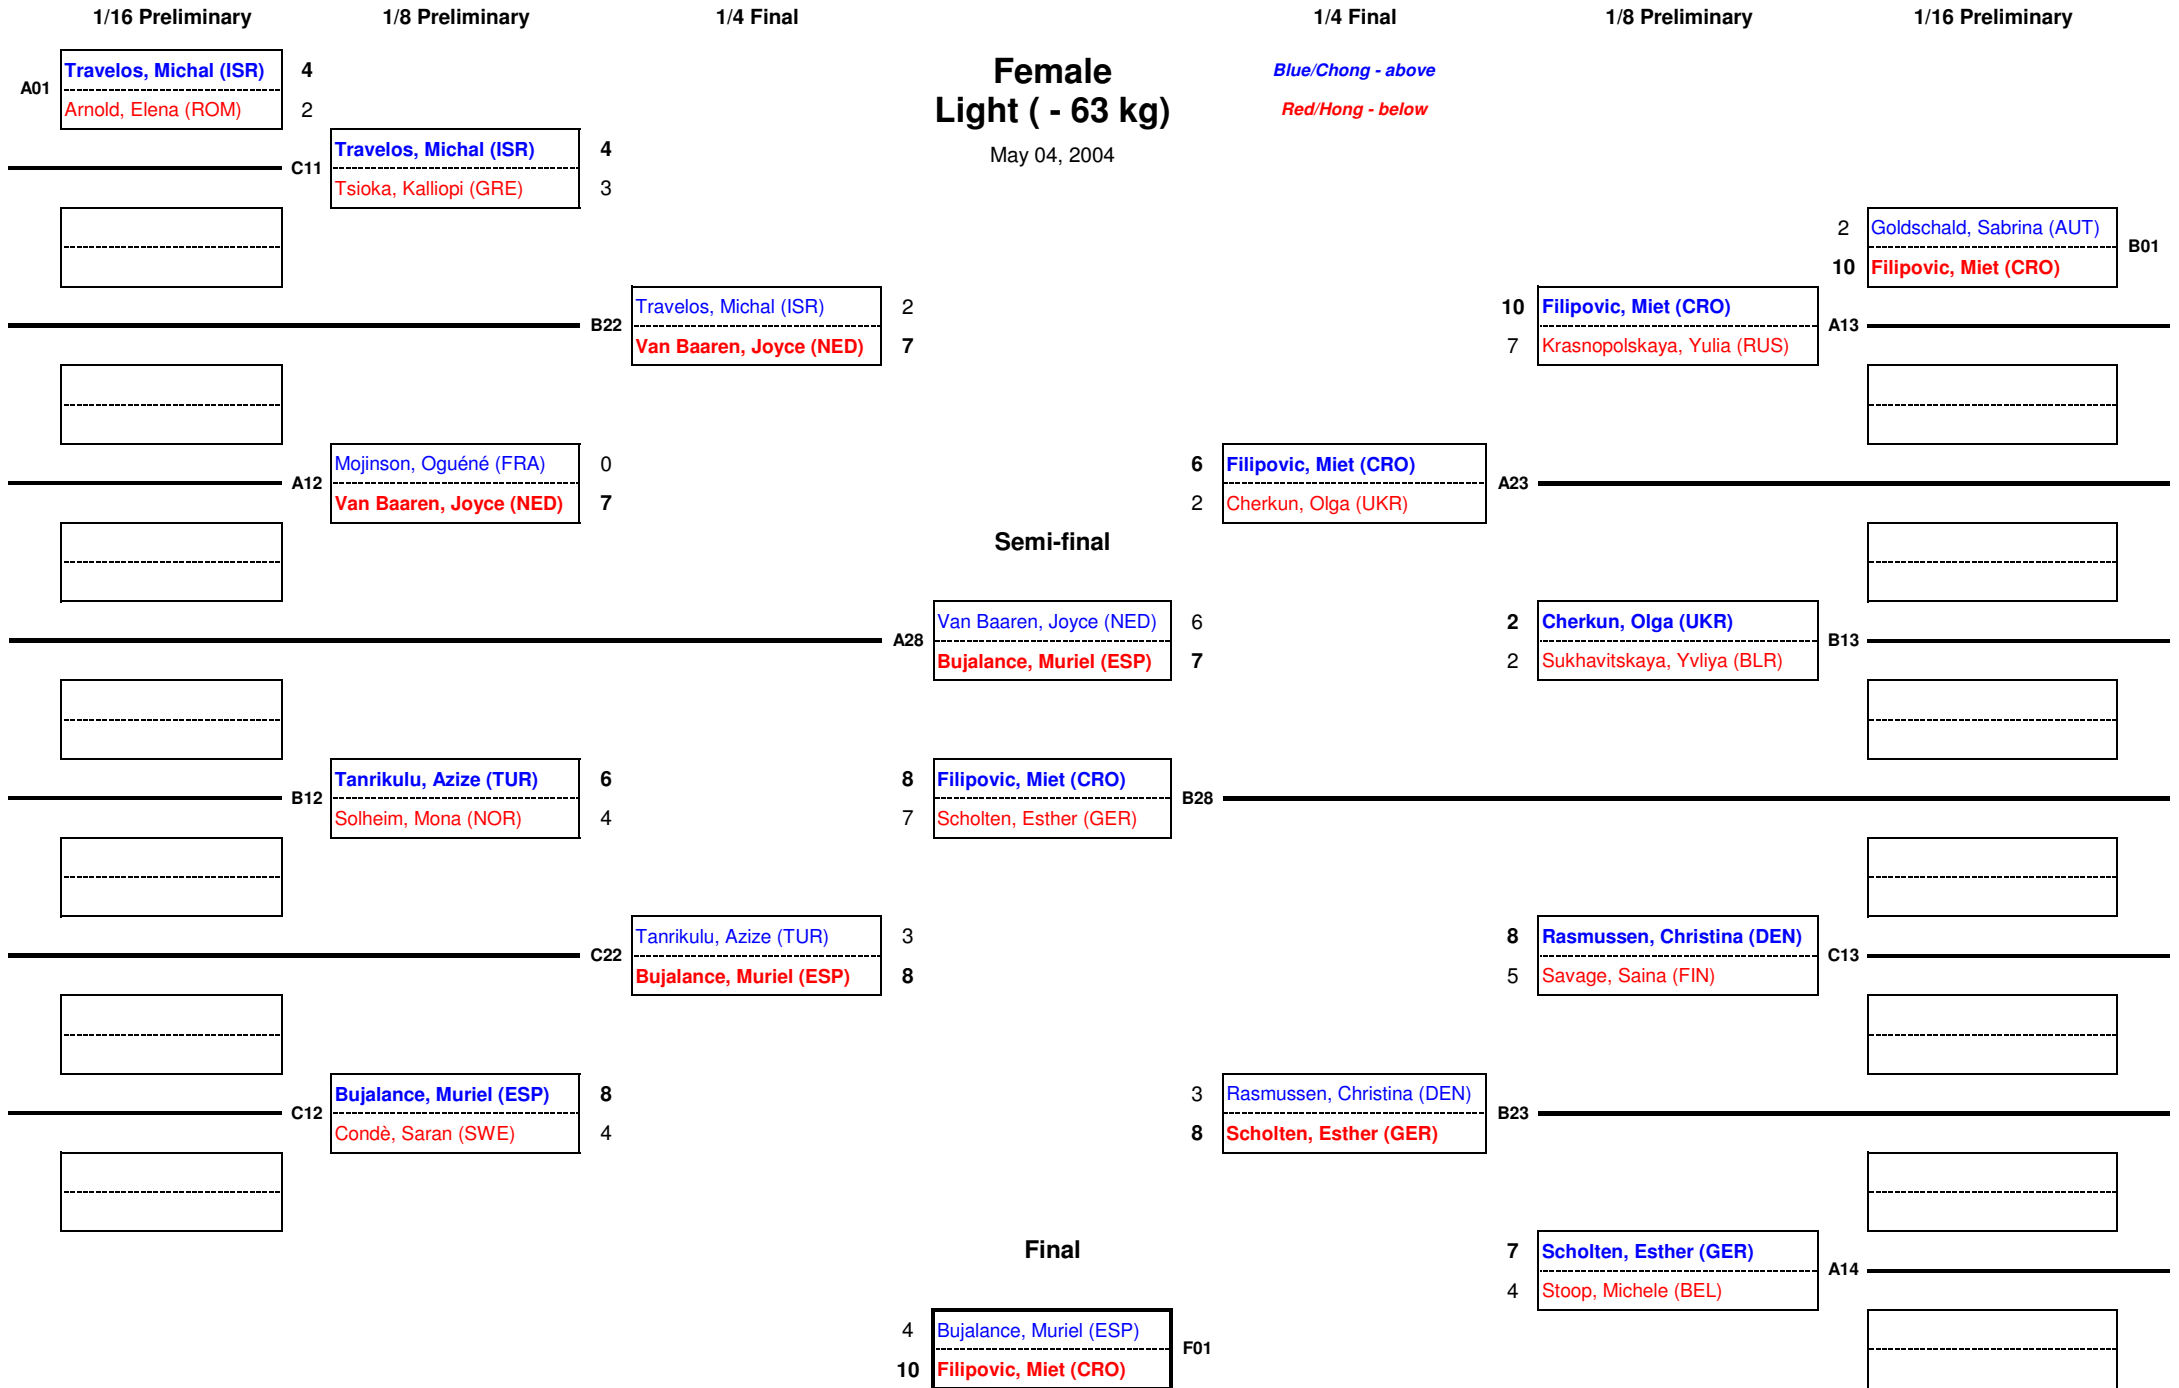 1/16 Preliminary 1/8 Preliminary 1/4 Final 1/4 Final 1/8 Preliminary 1/16 Preliminary
Female
Light ( - 63 kg)
May 04, 2004
Blue/Chong - above
Red/Hong - below
A01
Travelos, Michal (ISR) 4
Arnold, Elena (ROM) 2
C11
Travelos, Michal (ISR) 4
Tsioka, Kalliopi (GRE) 3
B22
Travelos, Michal (ISR) 2
Van Baaren, Joyce (NED) 7
A12
Mojinson, Oguéné (FRA) 0
Van Baaren, Joyce (NED) 7
B12
Tanrikulu, Azize (TUR) 6
Solheim, Mona (NOR) 4
C22
Tanrikulu, Azize (TUR) 3
Bujalance, Muriel (ESP) 8
C12
Bujalance, Muriel (ESP) 8
Condè, Saran (SWE) 4
Semi-final
A28
Van Baaren, Joyce (NED) 6
Bujalance, Muriel (ESP) 7
8 Filipovic, Miet (CRO)
7 Scholten, Esther (GER)
B28
Final
4 Bujalance, Muriel (ESP)
10 Filipovic, Miet (CRO)
F01
2 Goldschald, Sabrina (AUT)
10 Filipovic, Miet (CRO)
B01
10 Filipovic, Miet (CRO)
7 Krasnopolskaya, Yulia (RUS)
A13
6 Filipovic, Miet (CRO)
2 Cherkun, Olga (UKR)
A23
2 Cherkun, Olga (UKR)
2 Sukhavitskaya, Yvliya (BLR)
B13
8 Rasmussen, Christina (DEN)
5 Savage, Saina (FIN)
C13
3 Rasmussen, Christina (DEN)
8 Scholten, Esther (GER)
B23
7 Scholten, Esther (GER)
4 Stoop, Michele (BEL)
A14